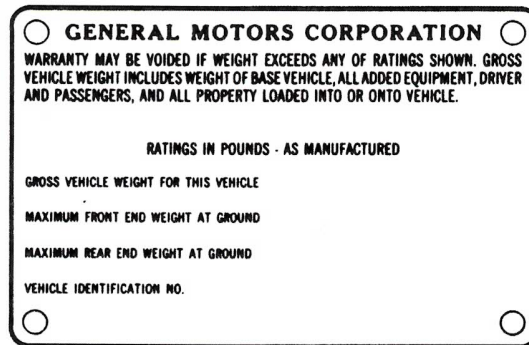 GENERAL MOTORS CORPORATION
WARRANTY MAY BE VOIDED IF WEIGHT EXCEEDS ANY OF RATINGS SHOWN. GROSS
VEHICLE WEIGHT INCLUDES WEIGHT OF BASE VEHICLE, ALL ADDED EQUIPMENT, DRIVER
AND PASSENGERS, AND ALL PROPERTY LOADED INTO OR ONTO VEHICLE.
RATINGS IN POUNDS - AS MANUFACTURED
GROSS VEHICLE WEIGHT FOR THIS VEHICLE
MAXIMUM FRONT END WEIGHT AT GROUND
MAXIMUM REAR END WEIGHT AT GROUND
VEHICLE IDENTIFICATION NO.